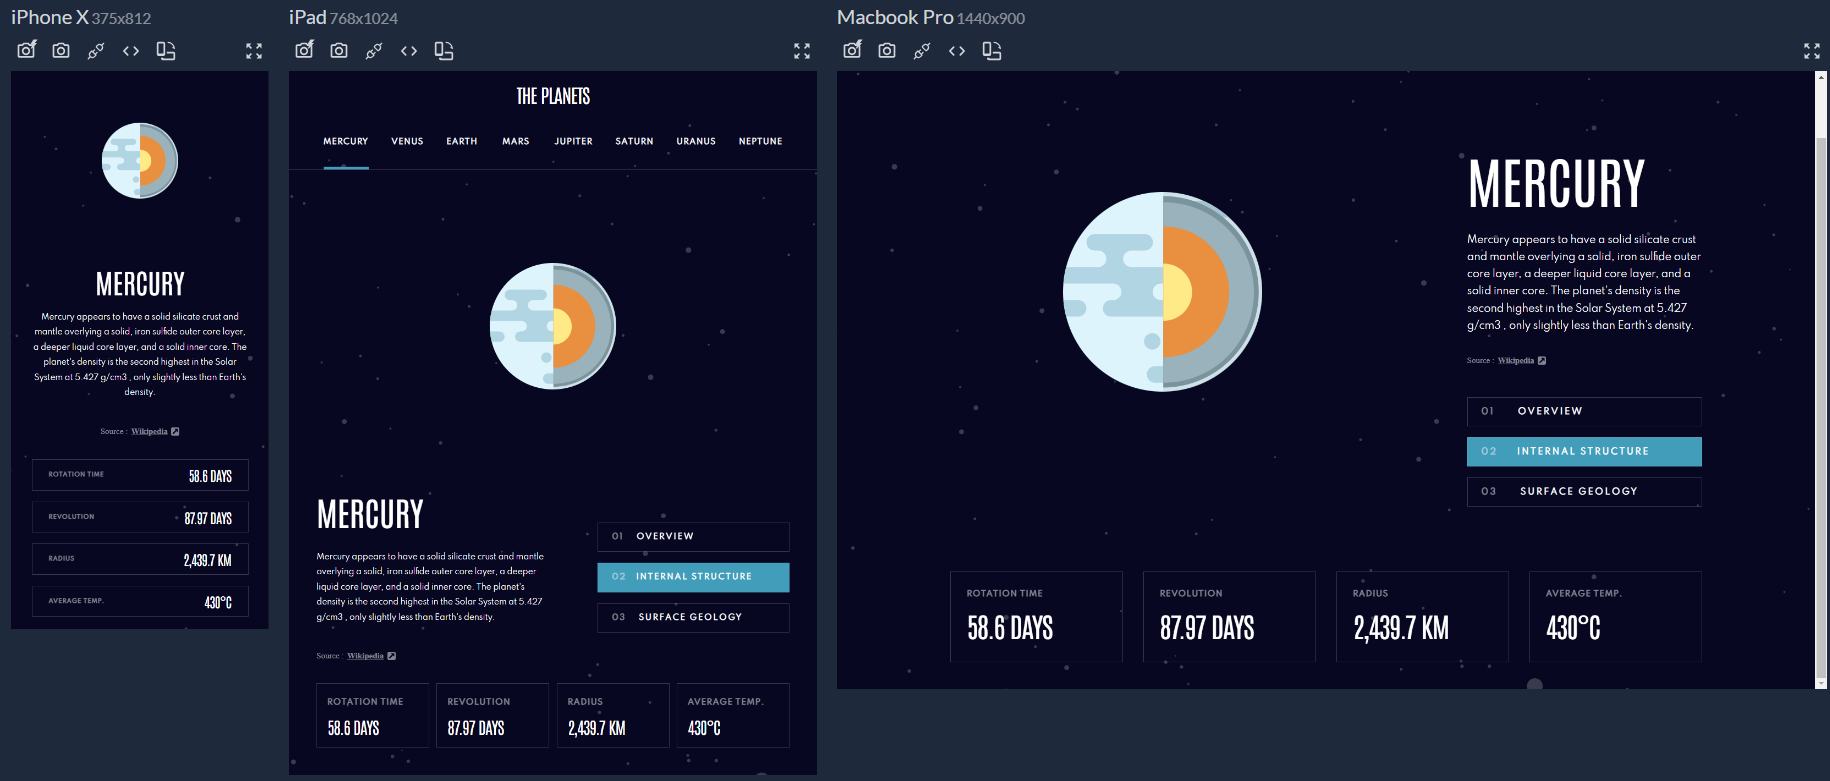 iPhone X 375x812
MERCURY
Mercury appears to have a solid silicate crust and
mantle overlying a solid, iron sulfide outer core layer,
a deeper liquid core layer, and a solid inner core. The
planet's density is the second highest in the Solar
System at 5.427 g/cm3 , only slightly less than Earth's
density.
Source : Wikipedia
ROTATION TIME 58.6 DAYS
REVOLUTION 87.97 DAYS
RADIUS 2,439.7 KM
AVERAGE TEMP. 430°C
iPad 768x1024
THE PLANETS
MERCURY VENUS EARTH MARS JUPITER SATURN URANUS NEPTUNE
MERCURY
Mercury appears to have a solid silicate crust and mantle
overlying a solid, iron sulfide outer core layer, a deeper
liquid core layer, and a solid inner core. The planet's
density is the second highest in the Solar System at 5.427
g/cm3 , only slightly less than Earth's density.
Source : Wikipedia
01 OVERVIEW
02 INTERNAL STRUCTURE
03 SURFACE GEOLOGY
ROTATION TIME
58.6 DAYS
REVOLUTION
87.97 DAYS
RADIUS
2,439.7 KM
AVERAGE TEMP.
430°C
Macbook Pro 1440x900
MERCURY
Mercury appears to have a solid silicate crust
and mantle overlying a solid, iron sulfide outer
core layer, a deeper liquid core layer, and a
solid inner core. The planet's density is the
second highest in the Solar System at 5.427
g/cm3 , only slightly less than Earth's density.
Source : Wikipedia
01 OVERVIEW
02 INTERNAL STRUCTURE
03 SURFACE GEOLOGY
ROTATION TIME
58.6 DAYS
REVOLUTION
87.97 DAYS
RADIUS
2,439.7 KM
AVERAGE TEMP.
430°C